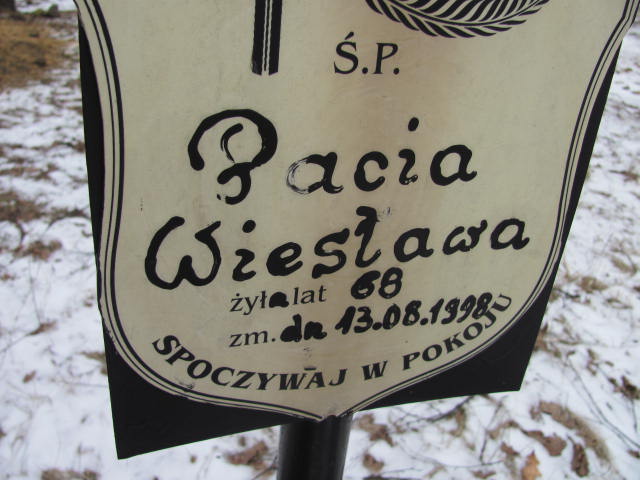 Ś.P.
Pacia
Wiesława
żyła lat 68
zm. dn 13.08.1998
SPOCZYWAJ W POKOJU